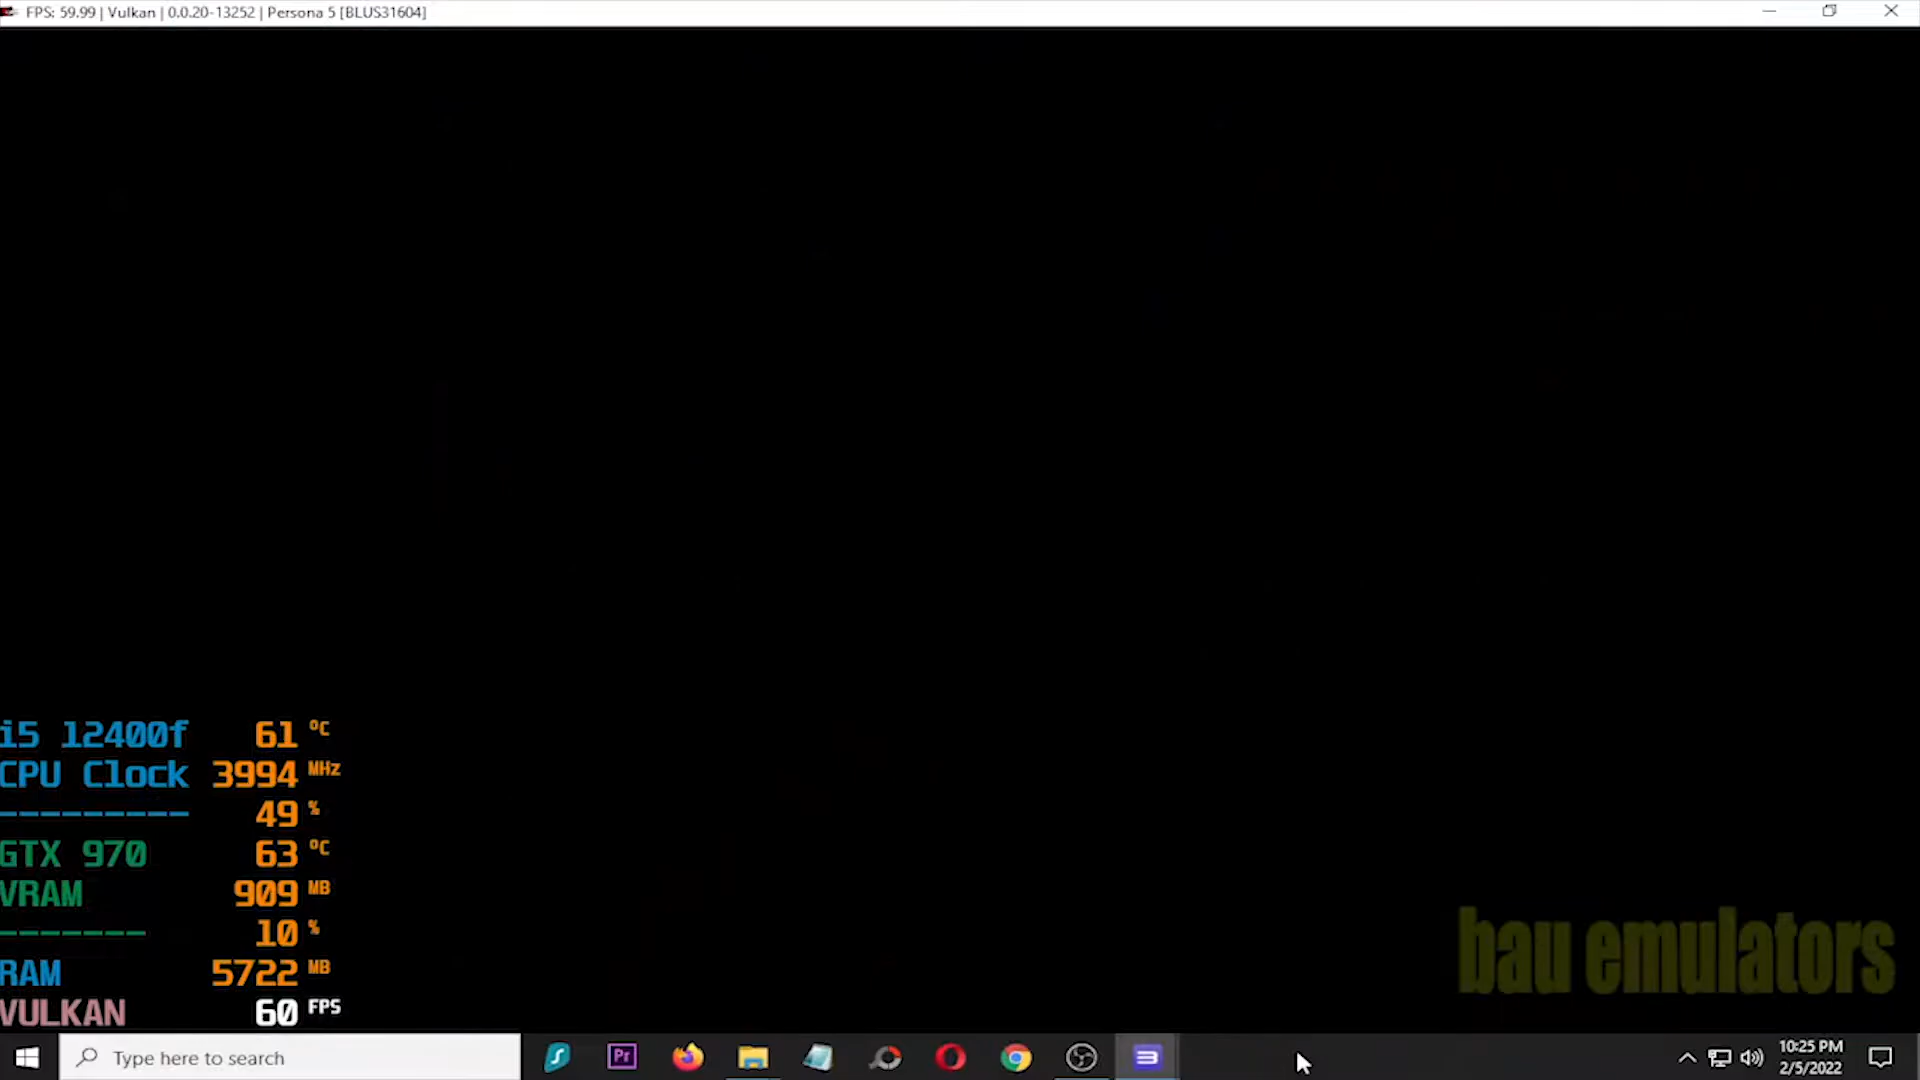 FPS: 59.99 | Vulkan | 0.0.20-13252 | Persona 5 [BLUS31604]
i5 12400f 61 °C
CPU Clock 3994 MHz
--------- 49 %
GTX 970 63 °C
VRAM 909 MB
------- 10 %
RAM 5722 MB
VULKAN 60 FPS
bau emulators
Type here to search
Pr
10:25 PM
2/5/2022